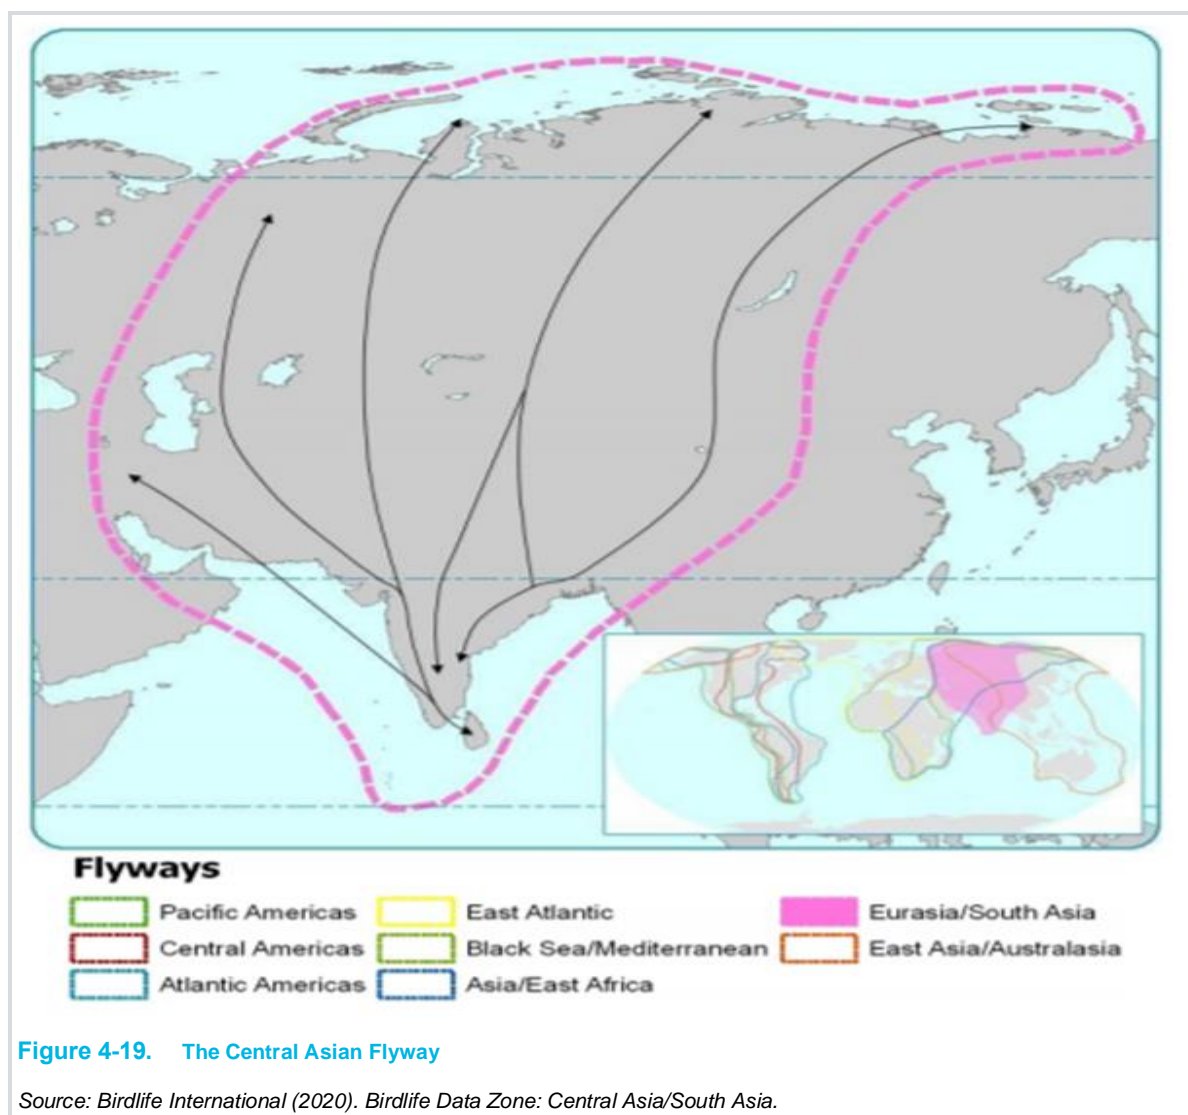 Flyways
Pacific Americas
East Atlantic
Eurasia/South Asia
Central Americas
Black Sea/Mediterranean
East Asia/Australasia
Atlantic Americas
Asia/East Africa
Figure 4-19. The Central Asian Flyway
Source: Birdlife International (2020). Birdlife Data Zone: Central Asia/South Asia.